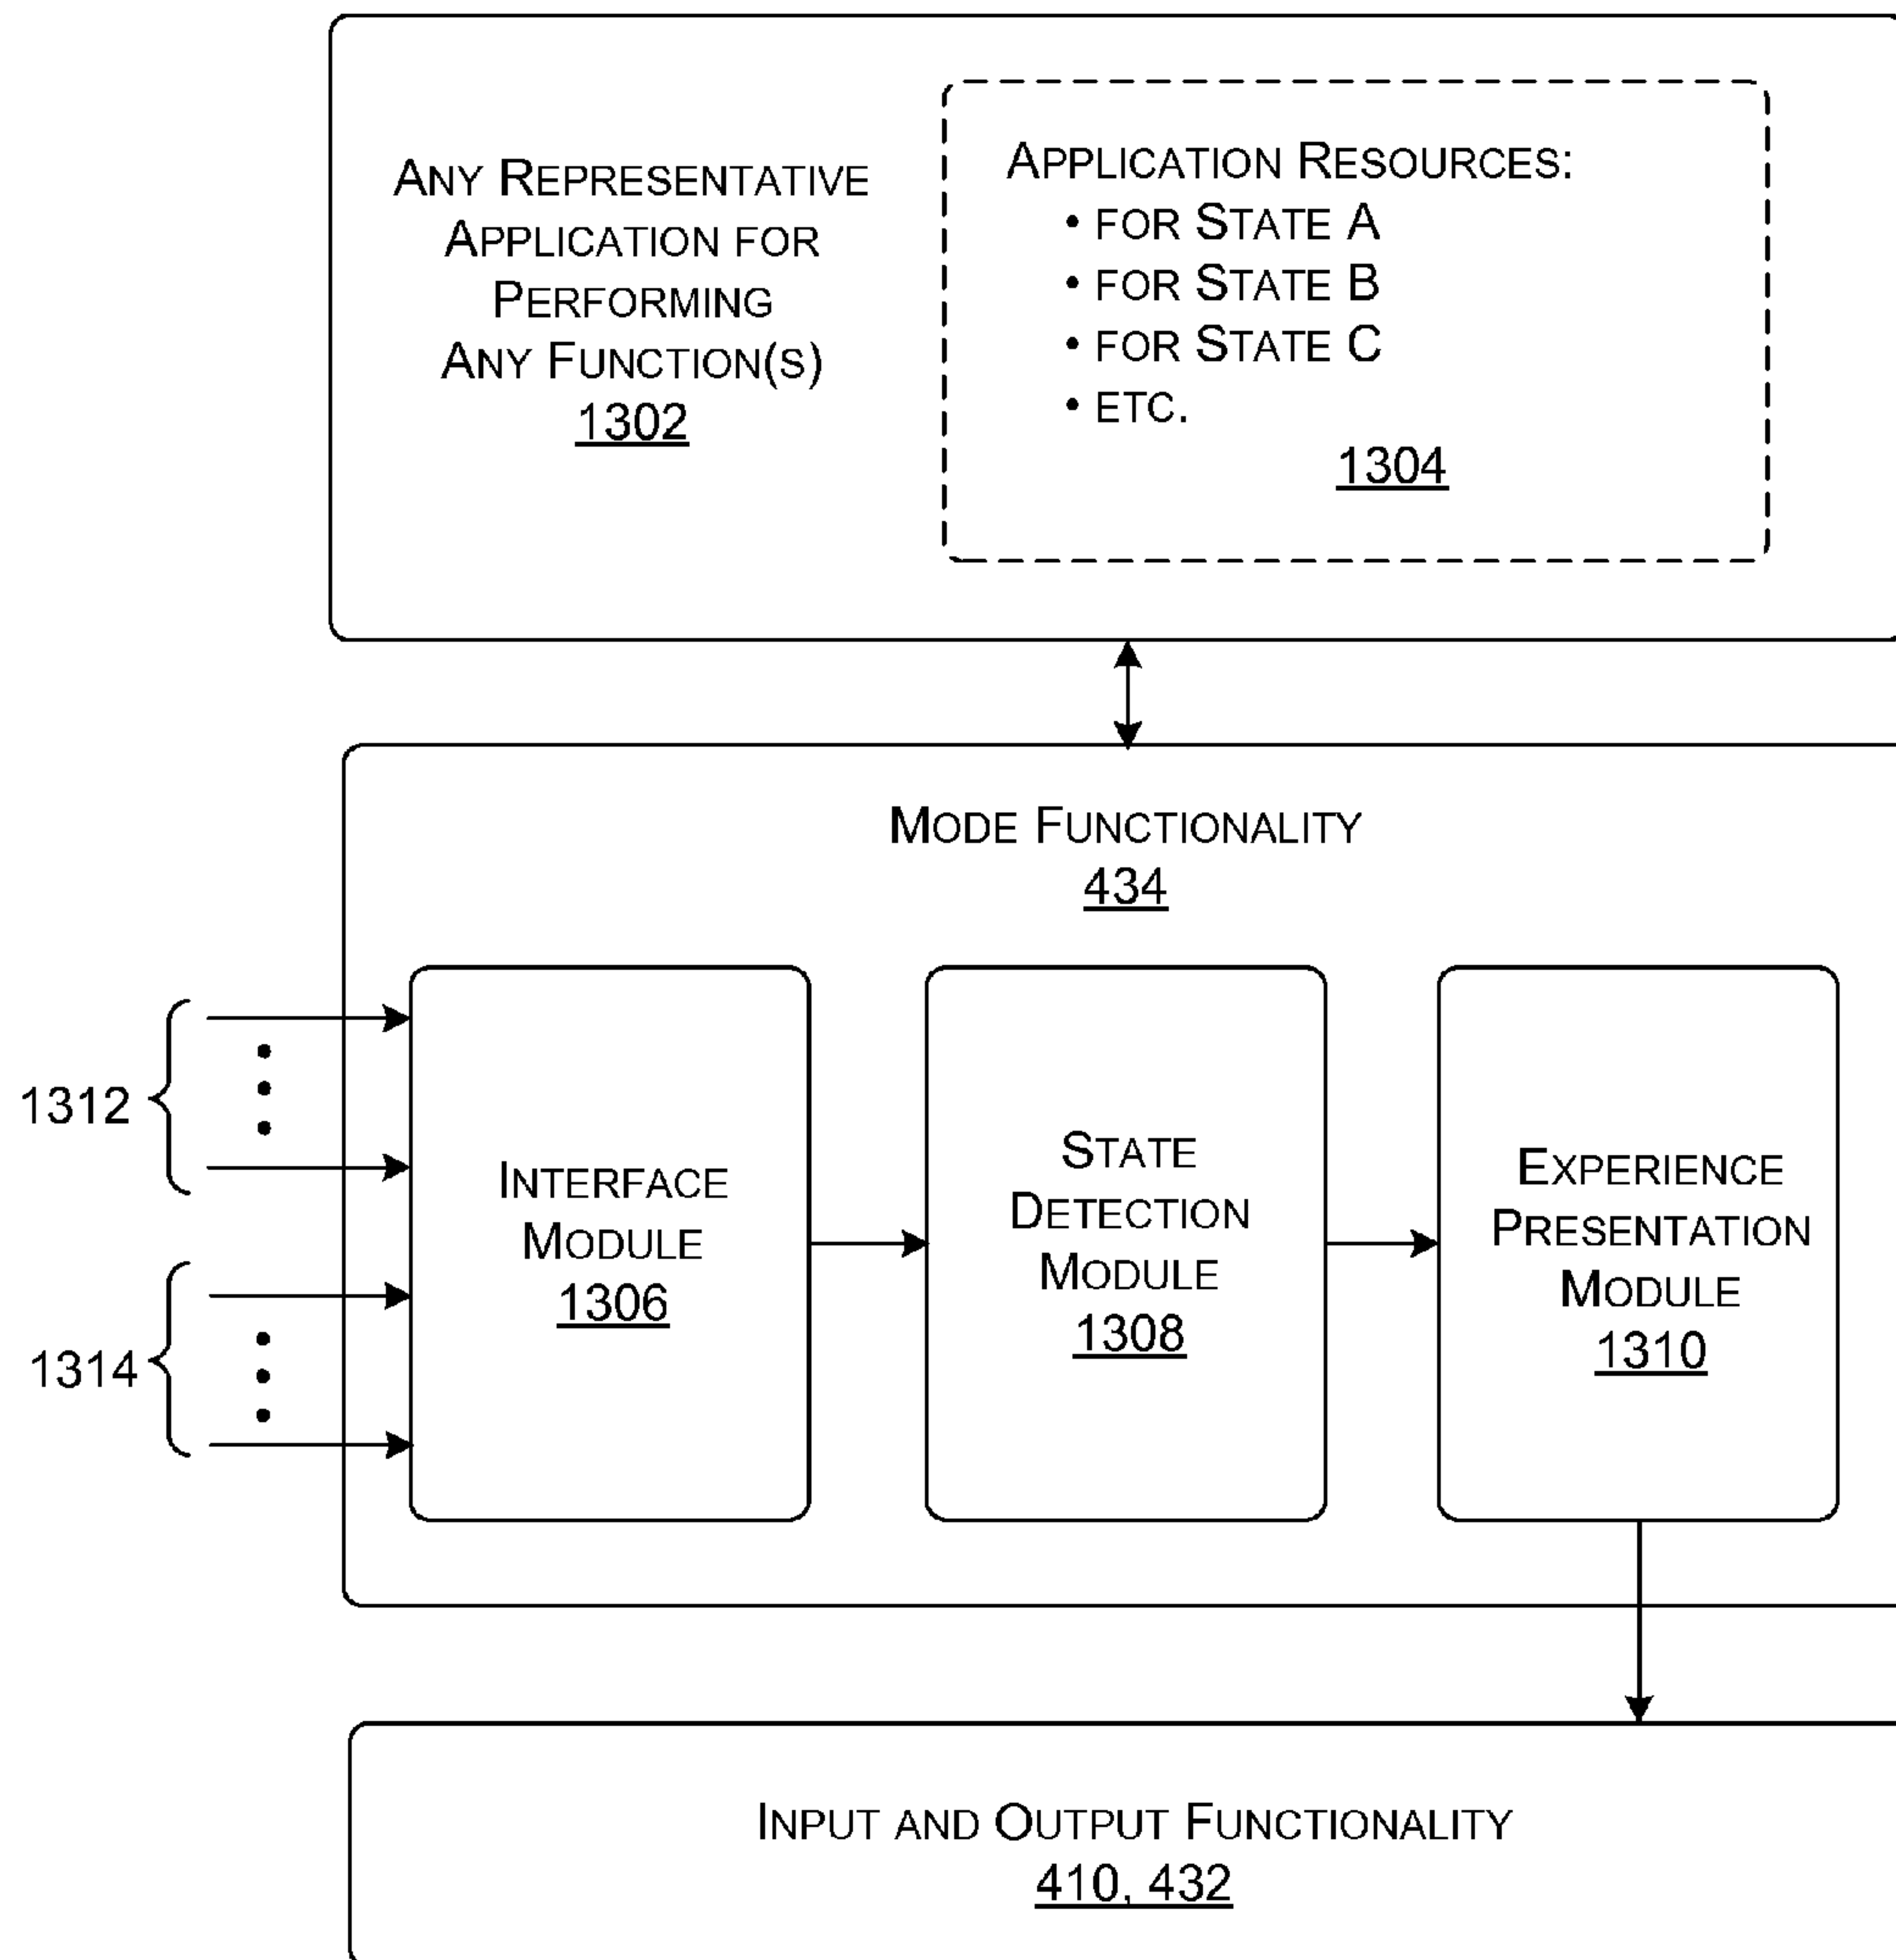 ANY REPRESENTATIVE
APPLICATION FOR
PERFORMING
ANY FUNCTION(S)
1302
APPLICATION RESOURCES:
• FOR STATE A
• FOR STATE B
• FOR STATE C
• ETC.
1304
MODE FUNCTIONALITY
434
1312
1314
INTERFACE
MODULE
1306
STATE
DETECTION
MODULE
1308
EXPERIENCE
PRESENTATION
MODULE
1310
INPUT AND OUTPUT FUNCTIONALITY
410, 432